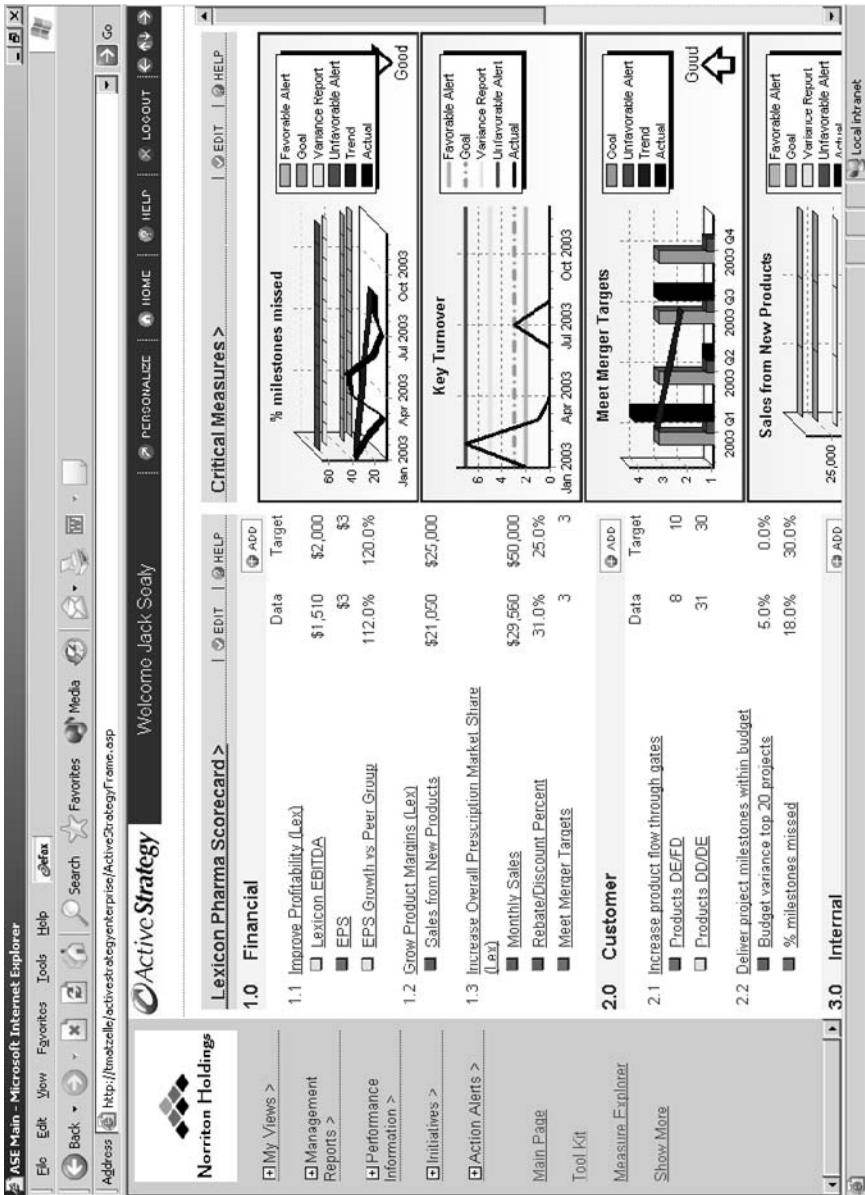 ASE Main - Microsoft Internet Explorer
File Edit View Favorites Tools Help eFax
Back Search Favorites Media
Address http://tmatzelle/activestrategyenterprise/ActiveStrategyFrame.asp Go
ActiveStrategy Welcome Jack Sealy PERSONALIZE HOME HELP LOGOUT
Norriton Holdings
My Views >
Management
Reports >
Performance
Information >
Initiatives >
Action Alerts >
Main Page
Tool Kit
Measure Explorer
Show More
Lexicon Pharma Scorecard > | EDIT | HELP
1.0 Financial ADD
Data Target
1.1 Improve Profitability (Lex)
Lexicon EBITDA $1,510 $2,000
EPS $3 $3
EPS Growth vs Peer Group 112.0% 120.0%
1.2 Grow Product Margins (Lex)
Sales from New Products $21,050 $25,000
1.3 Increase Overall Prescription Market Share
(Lex)
Monthly Sales $29,560 $50,000
Rebate/Discount Percent 31.0% 25.0%
Meet Merger Targets 3 3
2.0 Customer ADD
Data Target
2.1 Increase product flow through gates
Products DE/FD 8 10
Products DD/DE 31 30
2.2 Deliver project milestones within budget
Budget variance top 20 projects 5.0% 0.0%
% milestones missed 18.0% 30.0%
3.0 Internal ADD
Critical Measures > | EDIT | HELP
% milestones missed
60
40
20
Jan 2003 Apr 2003 Jul 2003 Oct 2003
Favorable Alert
Goal
Variance Report
Unfavorable Alert
Trend
Actual
Good
Key Turnover
6
4
2
0
Jan 2003 Apr 2003 Jul 2003 Oct 2003
Favorable Alert
Goal
Variance Report
Unfavorable Alert
Actual
Meet Merger Targets
4
3
2
1
2003 Q1 2003 Q2 2003 Q3 2003 Q4
Goal
Unfavorable Alert
Trend
Actual
Good
Sales from New Products
25,000
Favorable Alert
Goal
Variance Report
Unfavorable Alert
Actual
Local intranet